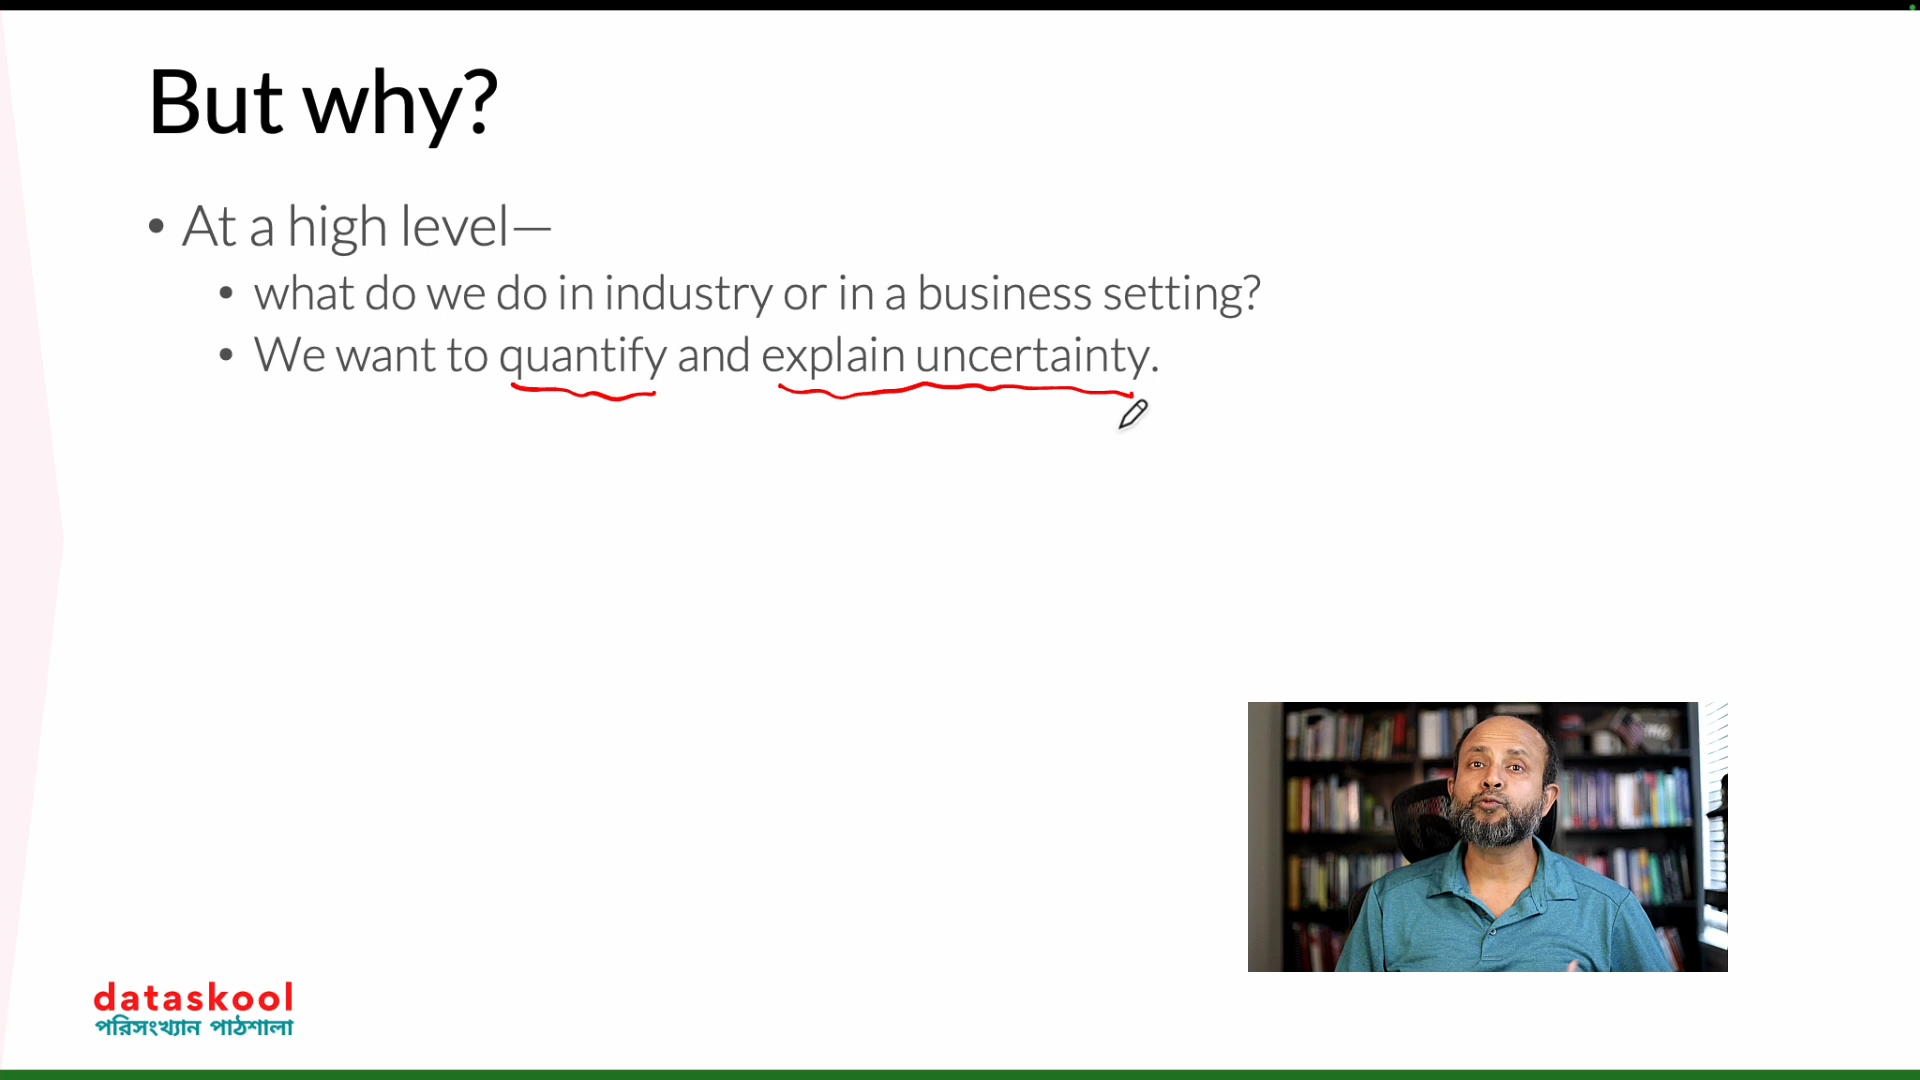 But why?
• At a high level—
• what do we do in industry or in a business setting?
• We want to quantify and explain uncertainty.
dataskool
পরিসংখ্যান পাঠশালা